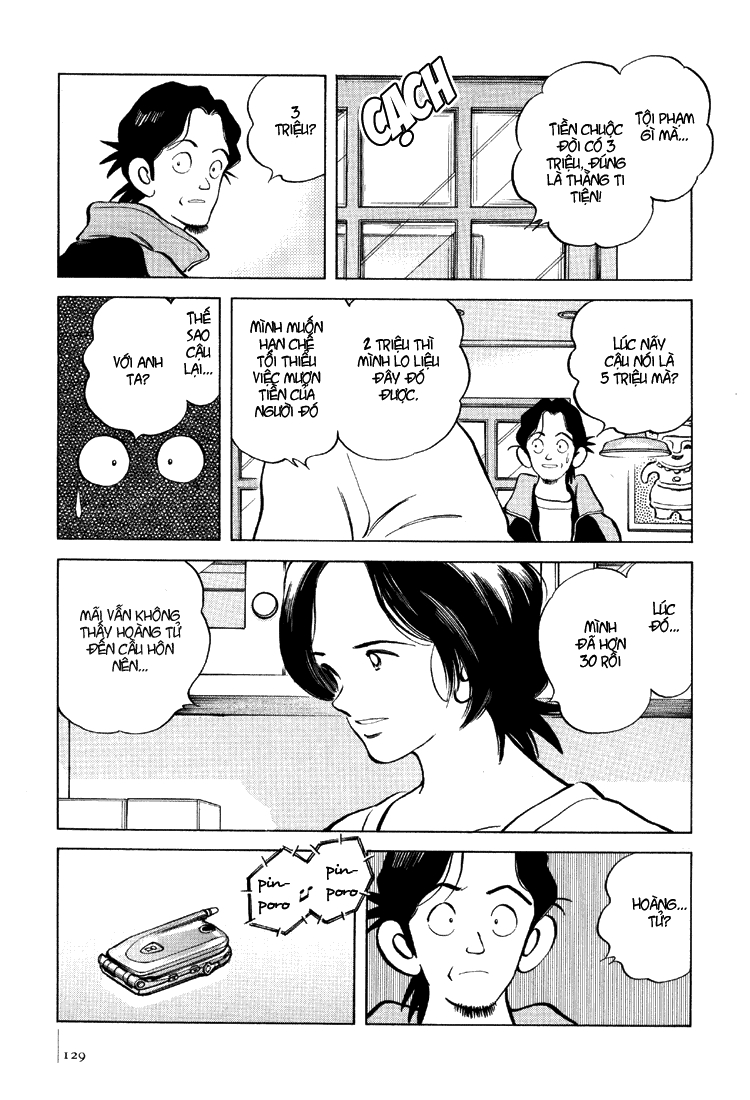 TỘI PHẠM
GÌ MÀ...
TIỀN CHUỘC
ĐÒI CÓ 3
TRIỆU, ĐÚNG
LÀ THẰNG TI
TIỆN!
CẠCH
3
TRIỆU?
LÚC NÃY
CẬU NÓI LÀ
5 TRIỆU MÀ?
2 TRIỆU THÌ
MÌNH LO LIỆU
ĐÂY ĐÓ
ĐƯỢC.
MÌNH MUỐN
HẠN CHẾ
TỐI THIỂU
VIỆC MƯỢN
TIỀN CỦA
NGƯỜI ĐÓ
THẾ
SAO
CẬU
LẠI...
VỚI ANH
TA?
LÚC
ĐÓ...
MÌNH
ĐÃ HƠN
30 RỒI
MÃI VẪN KHÔNG
THẤY HOÀNG TỬ
ĐẾN CẦU HÔN
NÊN...
HOÀNG...
TỬ?
pin-
poro
♫
pin-
poro
129